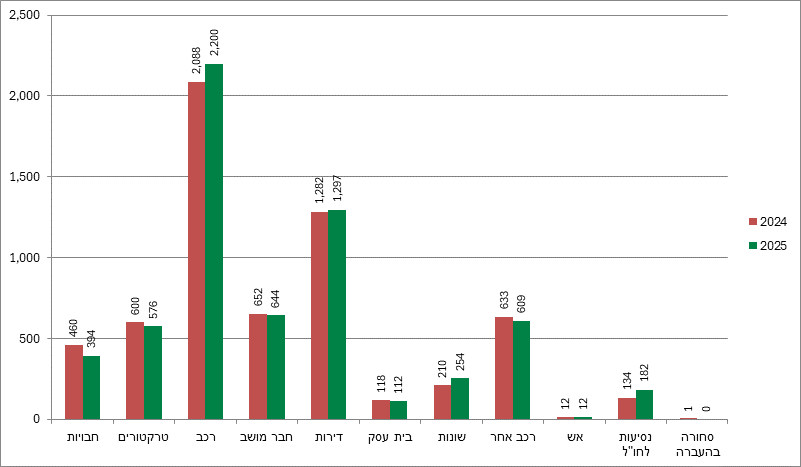 2,500
2,000
1,500
1,000
500
0
460
394
600
576
2,088
2,200
652
644
1,282
1,297
118
112
210
254
633
609
12
12
134
182
1
0
חבויות
טרקטורים
רכב
חבר מושב
דירות
בית עסק
שונות
רכב אחר
אש
נסיעות
לחו"ל
סחורה
בהעברה
2024
2025